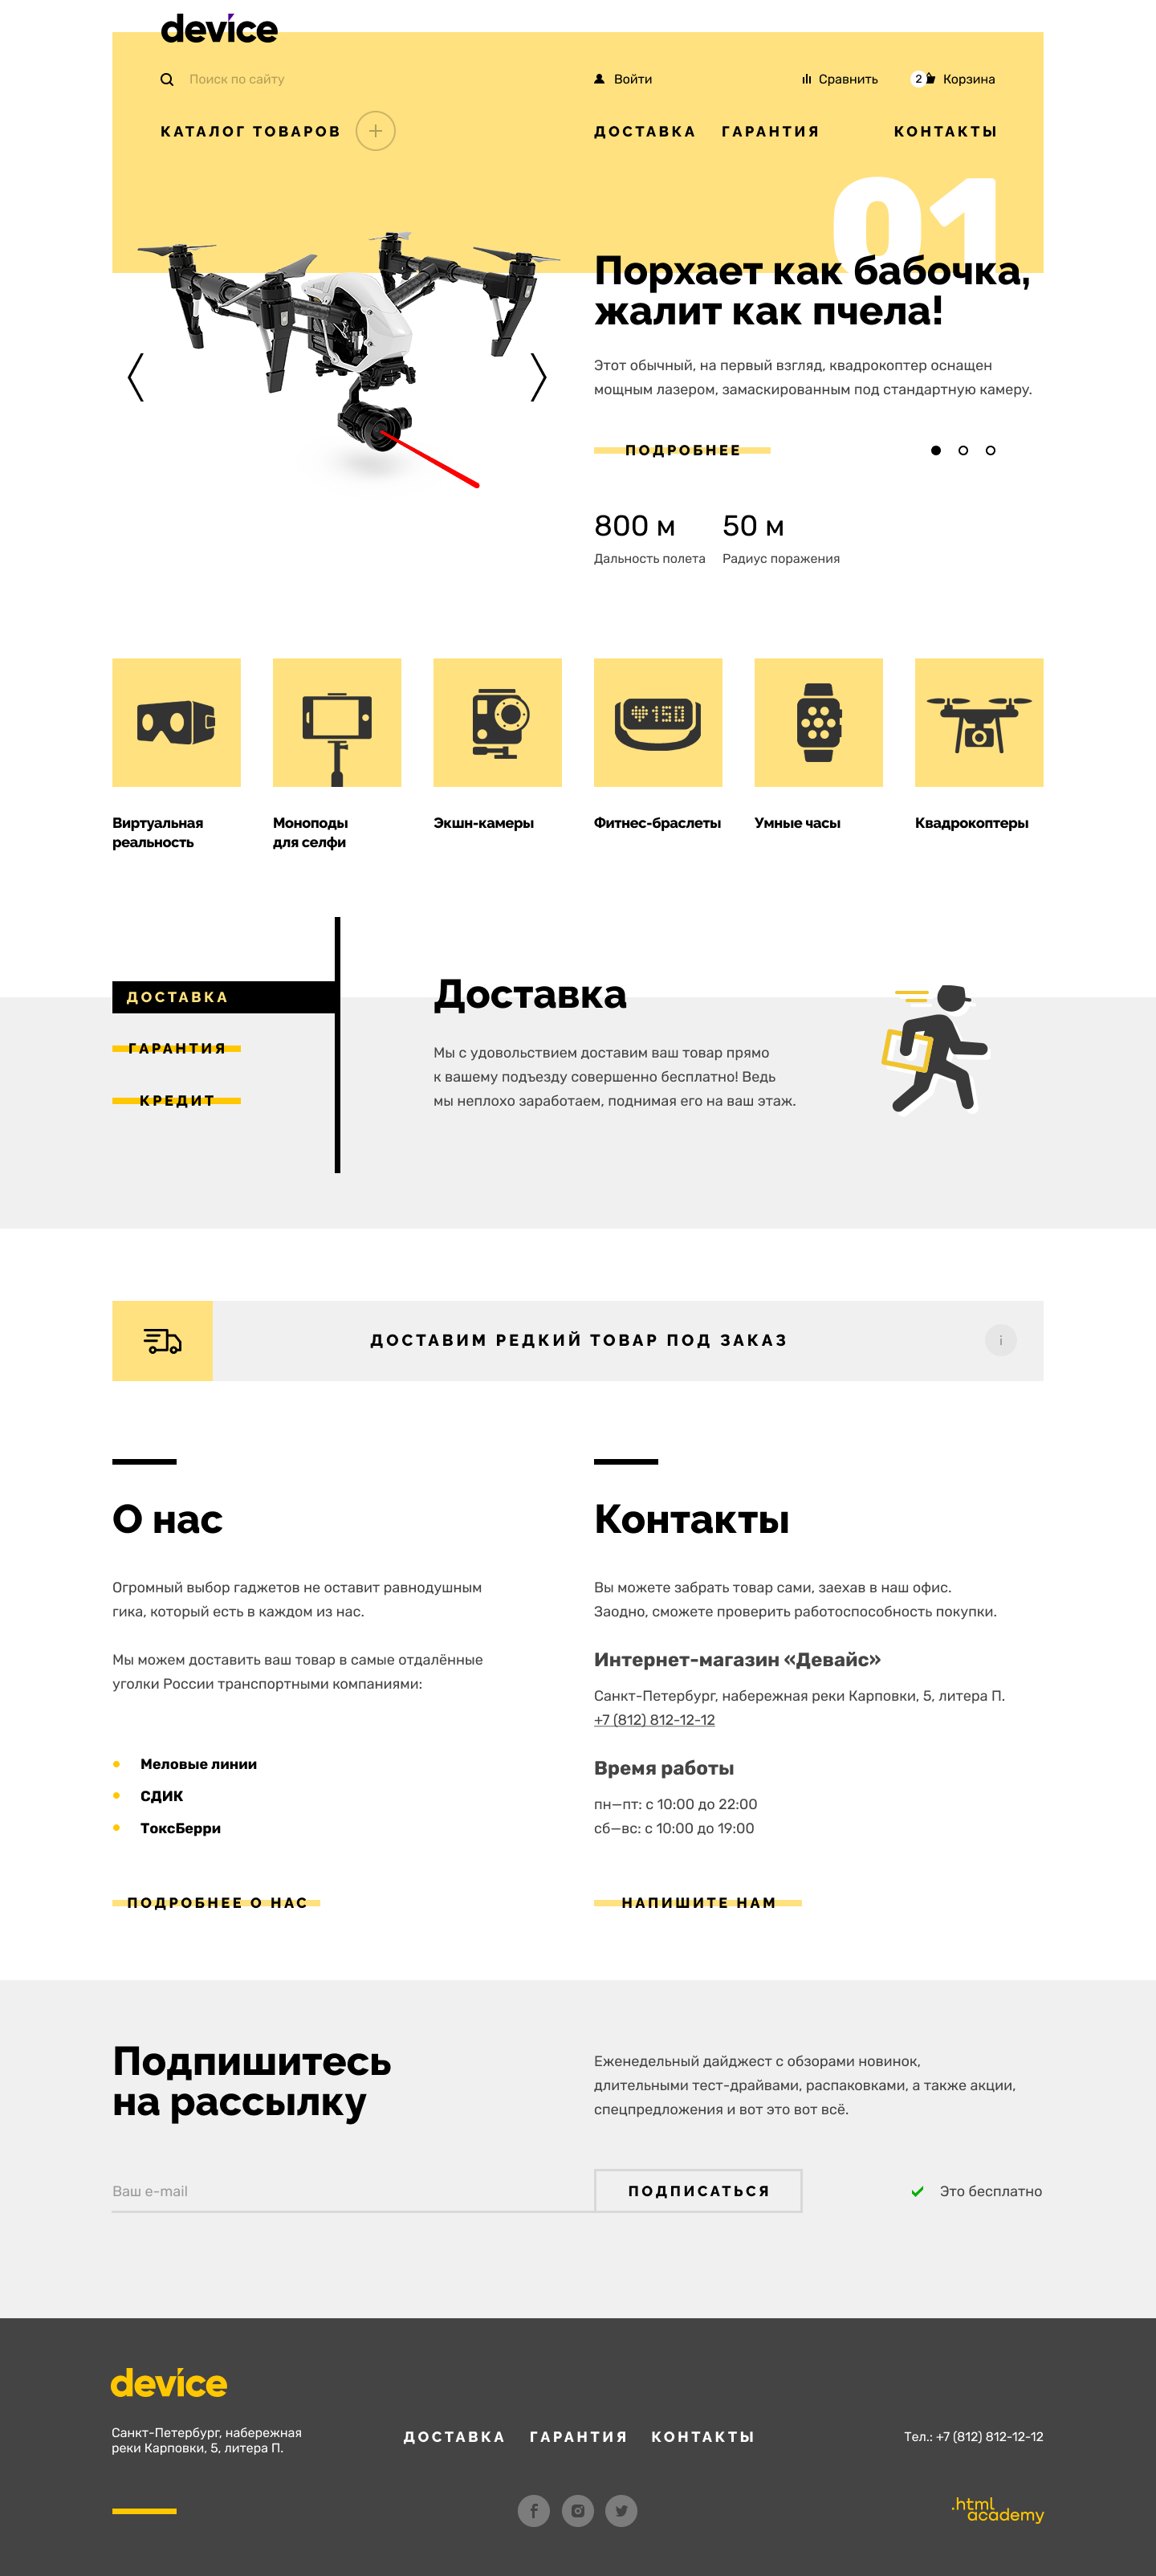 device
Поиск по сайту
Войти
Сравнить
2
Корзина
КАТАЛОГ ТОВАРОВ
ДОСТАВКА
ГАРАНТИЯ
КОНТАКТЫ
01
Порхает как бабочка,
жалит как пчела!
Этот обычный, на первый взгляд, квадрокоптер оснащен
мощным лазером, замаскированным под стандартную камеру.
ПОДРОБНЕЕ
800 м
50 м
Дальность полета
Радиус поражения
150
Виртуальная
реальность
Моноподы
для селфи
Экшн-камеры
Фитнес-браслеты
Умные часы
Квадрокоптеры
ДОСТАВКА
ГАРАНТИЯ
КРЕДИТ
Доставка
Мы с удовольствием доставим ваш товар прямо
к вашему подъезду совершенно бесплатно! Ведь
мы неплохо заработаем, поднимая его на ваш этаж.
ДОСТАВИМ РЕДКИЙ ТОВАР ПОД ЗАКАЗ
i
О нас
Огромный выбор гаджетов не оставит равнодушным
гика, который есть в каждом из нас.
Мы можем доставить ваш товар в самые отдалённые
уголки России транспортными компаниями:
Меловые линии
СДИК
ТоксБерри
ПОДРОБНЕЕ О НАС
Контакты
Вы можете забрать товар сами, заехав в наш офис.
Заодно, сможете проверить работоспособность покупки.
Интернет-магазин «Девайс»
Санкт-Петербург, набережная реки Карповки, 5, литера П.
+7 (812) 812-12-12
Время работы
пн—пт: с 10:00 до 22:00
сб—вс: с 10:00 до 19:00
НАПИШИТЕ НАМ
Подпишитесь
на рассылку
Еженедельный дайджест с обзорами новинок,
длительными тест-драйвами, распаковками, а также акции,
спецпредложения и вот это вот всё.
Ваш e-mail
ПОДПИСАТЬСЯ
Это бесплатно
device
Санкт-Петербург, набережная
реки Карповки, 5, литера П.
ДОСТАВКА
ГАРАНТИЯ
КОНТАКТЫ
Тел.: +7 (812) 812-12-12
.html
academy